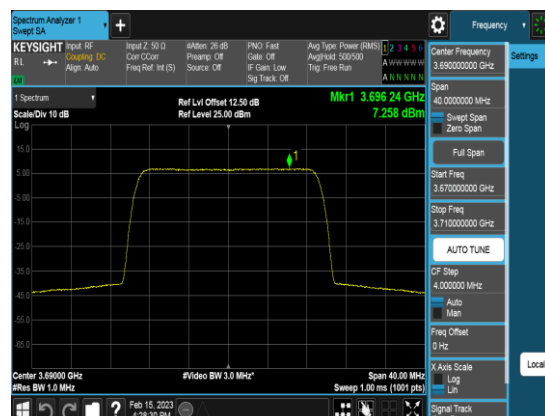 Spectrum Analyzer 1
Swept SA
+
Frequency
KEYSIGHT
RL
Input: RF
Coupling: DC
Align: Auto
Input Z: 50 Ω
Corr CCorr
Freq Ref: Int (S)
#Atten: 26 dB
Preamp: Off
Source: Off
PNO: Fast
Gate: Off
IF Gain: Low
Sig Track: Off
Avg Type: Power (RMS)
Avg|Hold: 500/500
Trig: Free Run
1 2 3 4 5 6
A W W W W W
A N N N N N
1 Spectrum
Scale/Div 10 dB
Log
Ref Lvl Offset 12.50 dB
Ref Level 25.00 dBm
Mkr1 3.696 24 GHz
7.258 dBm
1
15.0
5.00
-5.00
-15.0
-25.0
-35.0
-45.0
-55.0
-65.0
Center 3.69000 GHz
#Res BW 1.0 MHz
#Video BW 3.0 MHz*
Span 40.00 MHz
Sweep 1.00 ms (1001 pts)
?
Feb 15, 2023
4:28:30 PM
Center Frequency
3.690000000 GHz
Span
40.0000000 MHz
Swept Span
Zero Span
Full Span
Start Freq
3.670000000 GHz
Stop Freq
3.710000000 GHz
AUTO TUNE
CF Step
4.000000 MHz
Auto
Man
Freq Offset
0 Hz
X Axis Scale
Log
Lin
Signal Track
Settings
Local